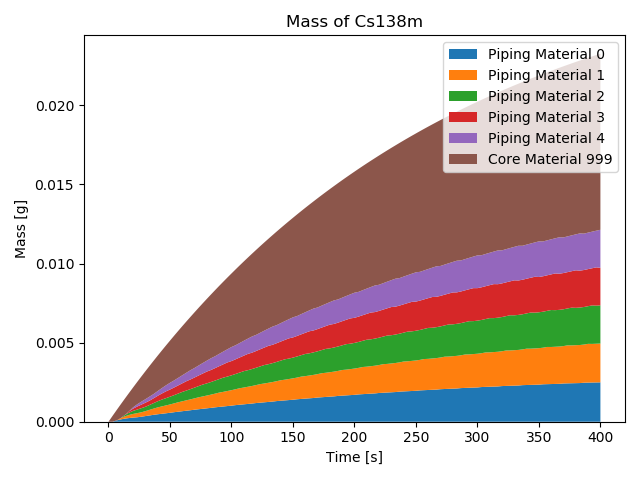 Mass of Cs138m
Piping Material 0
Piping Material 1
Piping Material 2
Piping Material 3
Piping Material 4
Core Material 999
Mass [g]
0.020
0.015
0.010
0.005
0.000
0 50 100 150 200 250 300 350 400
Time [s]